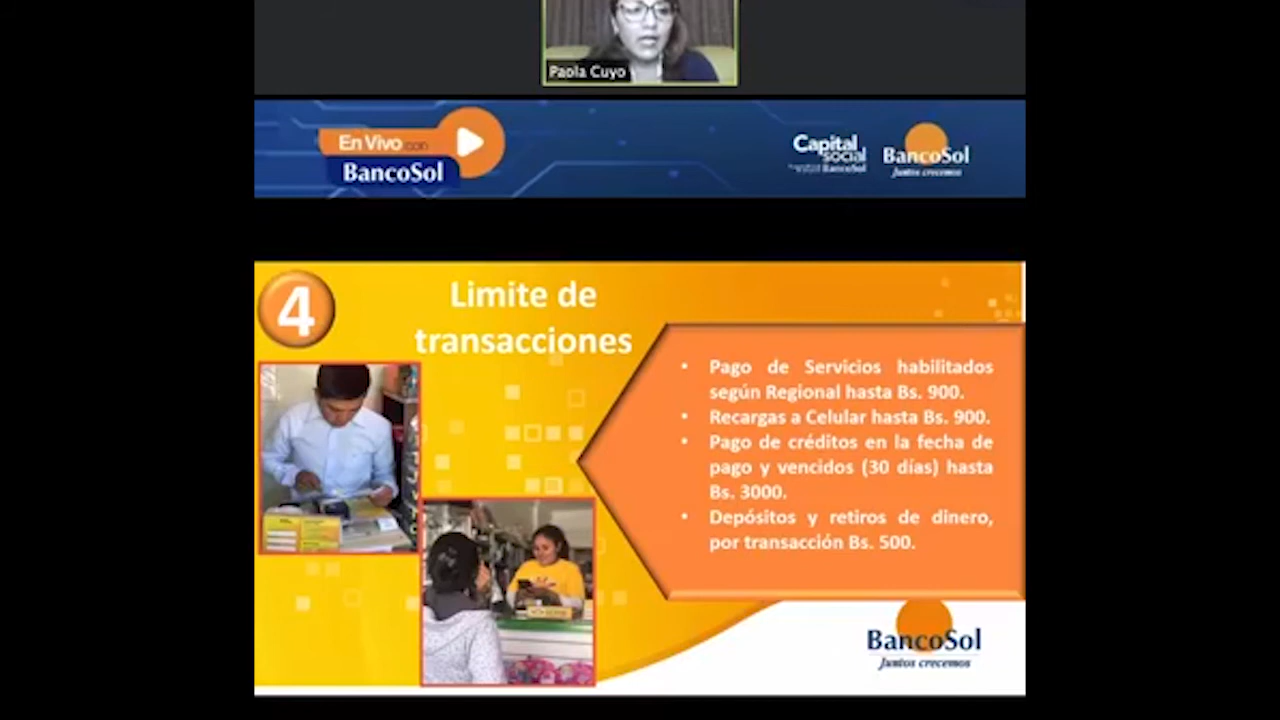 Paola Cuyo
En Vivo con
BancoSol
Capital
social
BancoSol
BancoSol
Juntos crecemos
4
Limite de
transacciones
• Pago de Servicios habilitados
según Regional hasta Bs. 900.
• Recargas a Celular hasta Bs. 900.
• Pago de créditos en la fecha de
pago y vencidos (30 días) hasta
Bs. 3000.
• Depósitos y retiros de dinero,
por transacción Bs. 500.
BancoSol
Juntos crecemos